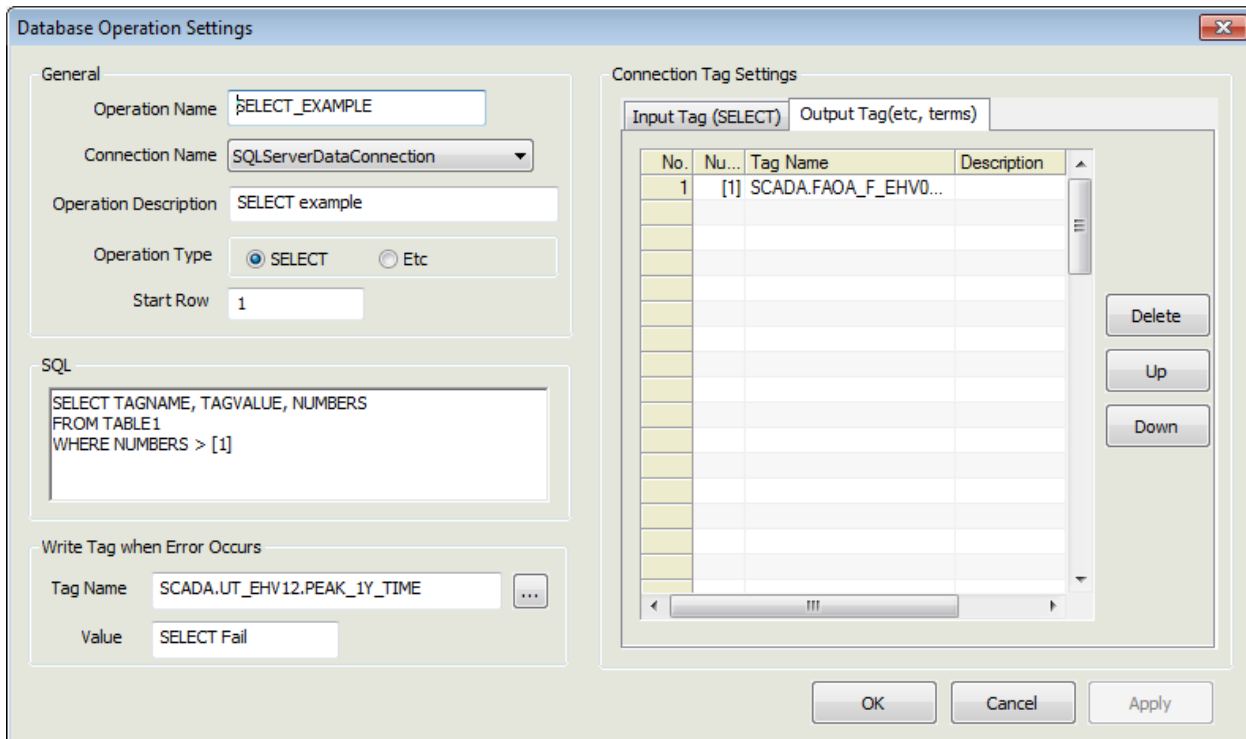 Database Operation Settings
General
Operation Name SELECT_EXAMPLE
Connection Name SQLServerDataConnection
Operation Description SELECT example
Operation Type SELECT Etc
Start Row 1
SQL
SELECT TAGNAME, TAGVALUE, NUMBERS
FROM TABLE1
WHERE NUMBERS > [1]
Write Tag when Error Occurs
Tag Name SCADA.UT_EHV12.PEAK_1Y_TIME ...
Value SELECT Fail
Connection Tag Settings
Input Tag (SELECT) Output Tag(etc, terms)
No. Nu... Tag Name Description
1 [1] SCADA.FAOA_F_EHV0...
Delete
Up
Down
OK Cancel Apply